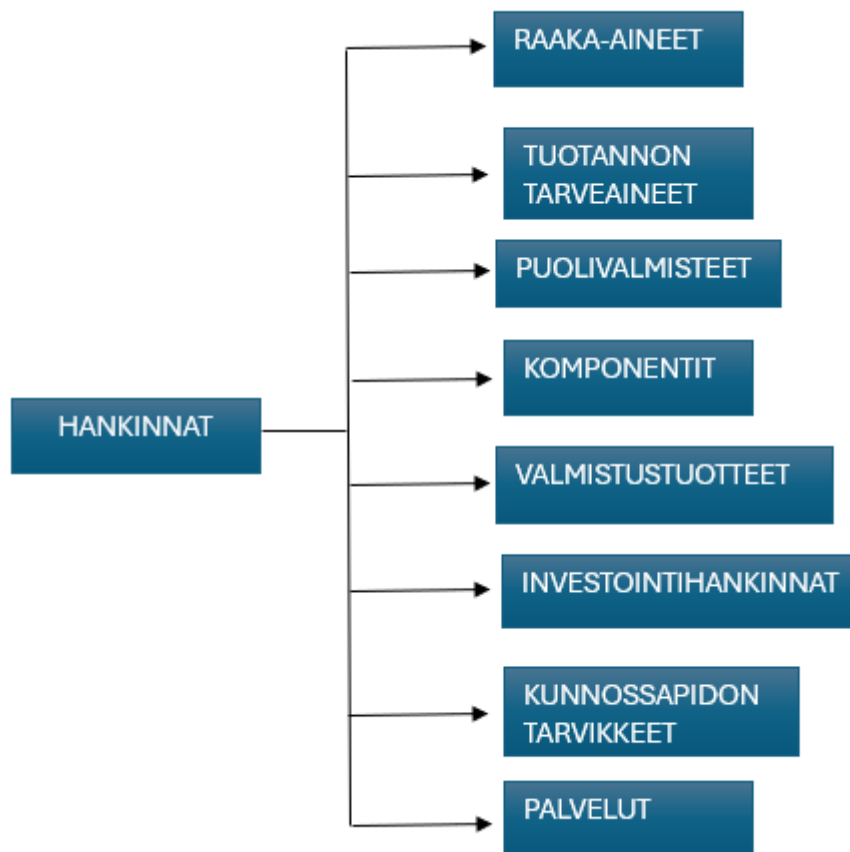 RAAKA-AINEET
TUOTANNON
TARVEAINEET
PUOLIVALMISTEET
KOMPONENTIT
HANKINNAT
VALMISTUSTUOTTEET
INVESTOINTIHANKINNAT
KUNNOSSAPIDON
TARVIKKEET
PALVELUT